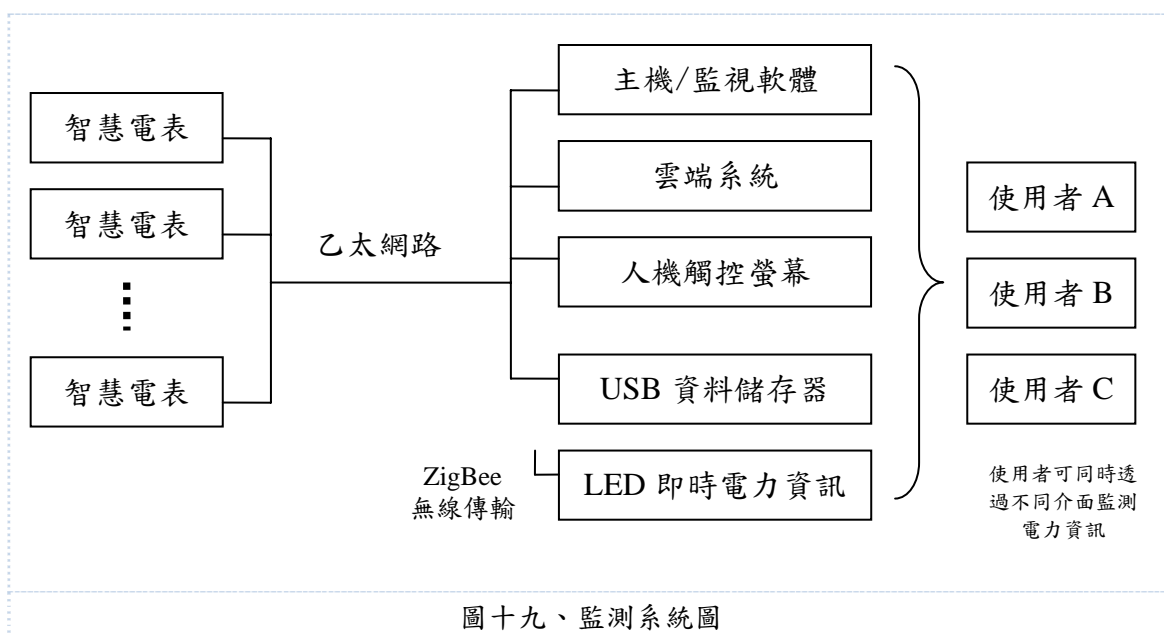 智慧電表
智慧電表
智慧電表
乙太網路
ZigBee
無線傳輸
主機/監視軟體
雲端系統
人機觸控螢幕
USB 資料儲存器
LED 即時電力資訊
使用者 A
使用者 B
使用者 C
使用者可同時透
過不同介面監測
電力資訊
圖十九、監測系統圖